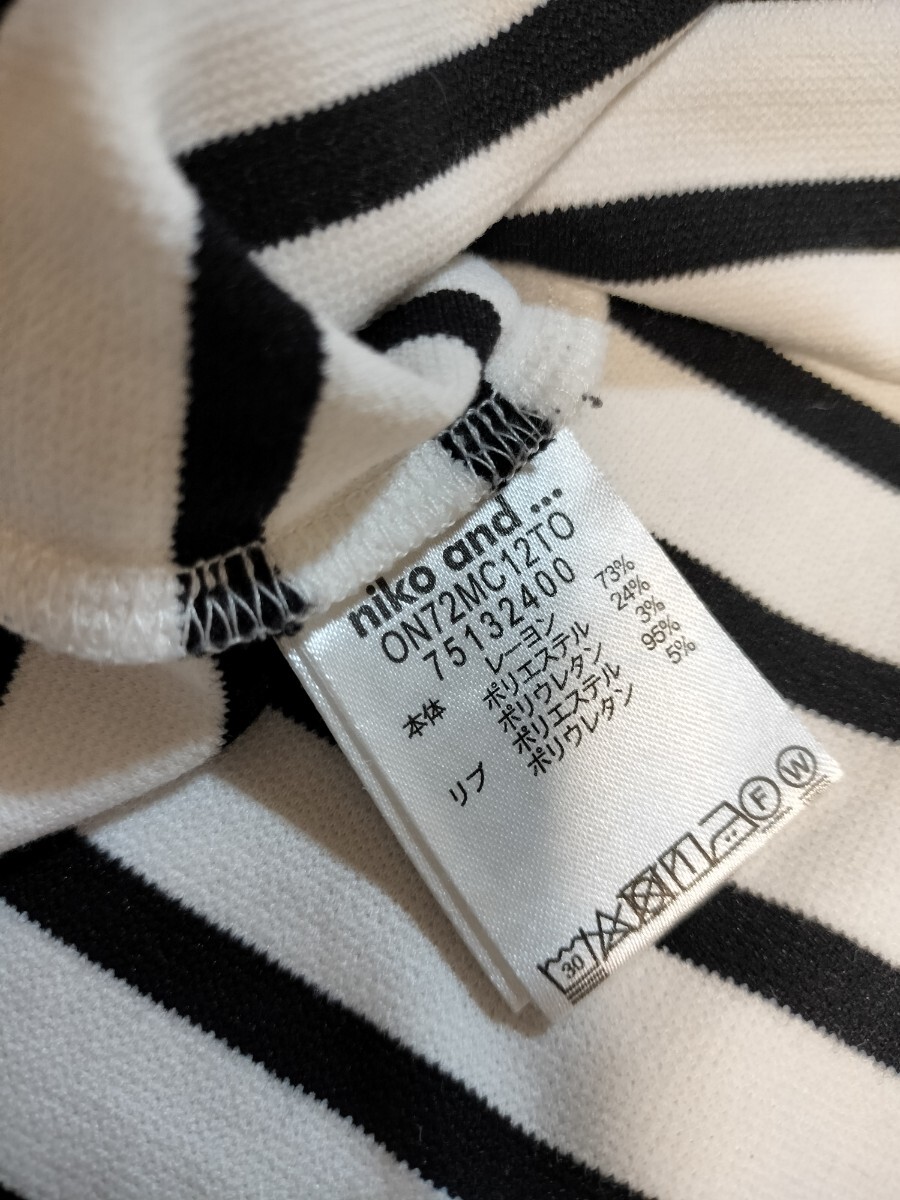 niko and ...
ON72MC12TO
75132400
本体 レーヨン 73%
ポリエステル 24%
ポリウレタン 3%
リブ ポリエステル 95%
ポリウレタン 5%
30 F W